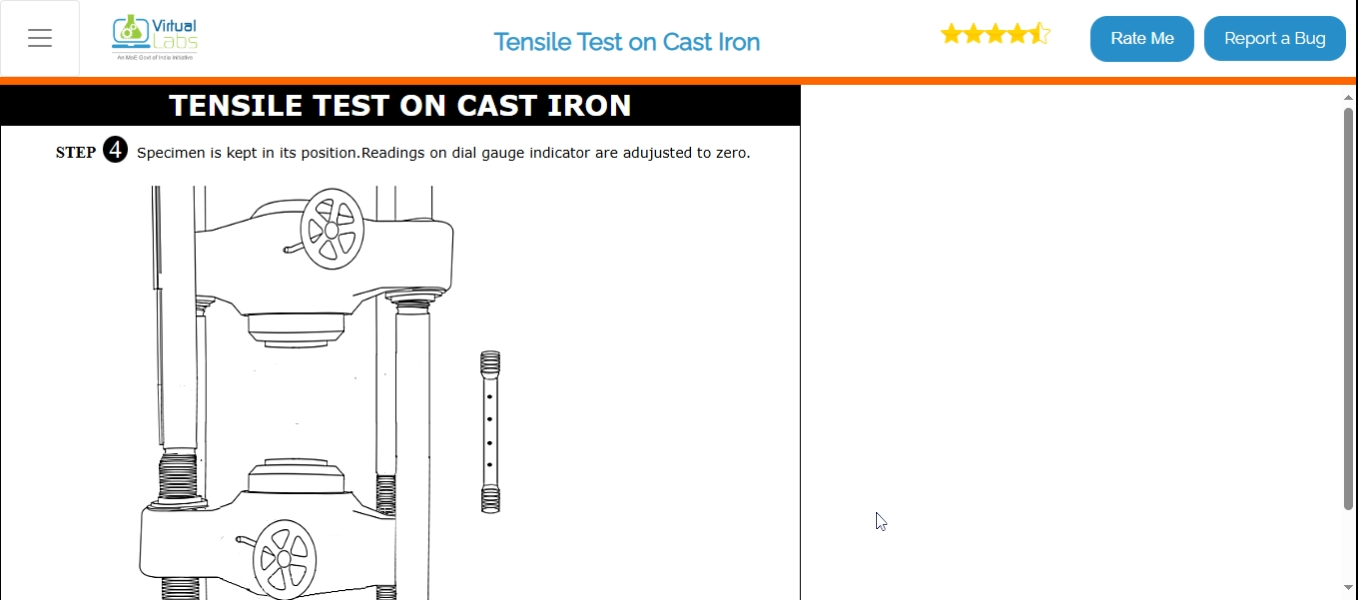 Virtual
Labs
An MoE Govt of India Initiative
Tensile Test on Cast Iron
Rate Me
Report a Bug
TENSILE TEST ON CAST IRON
STEP 4 Specimen is kept in its position.Readings on dial gauge indicator are adujusted to zero.